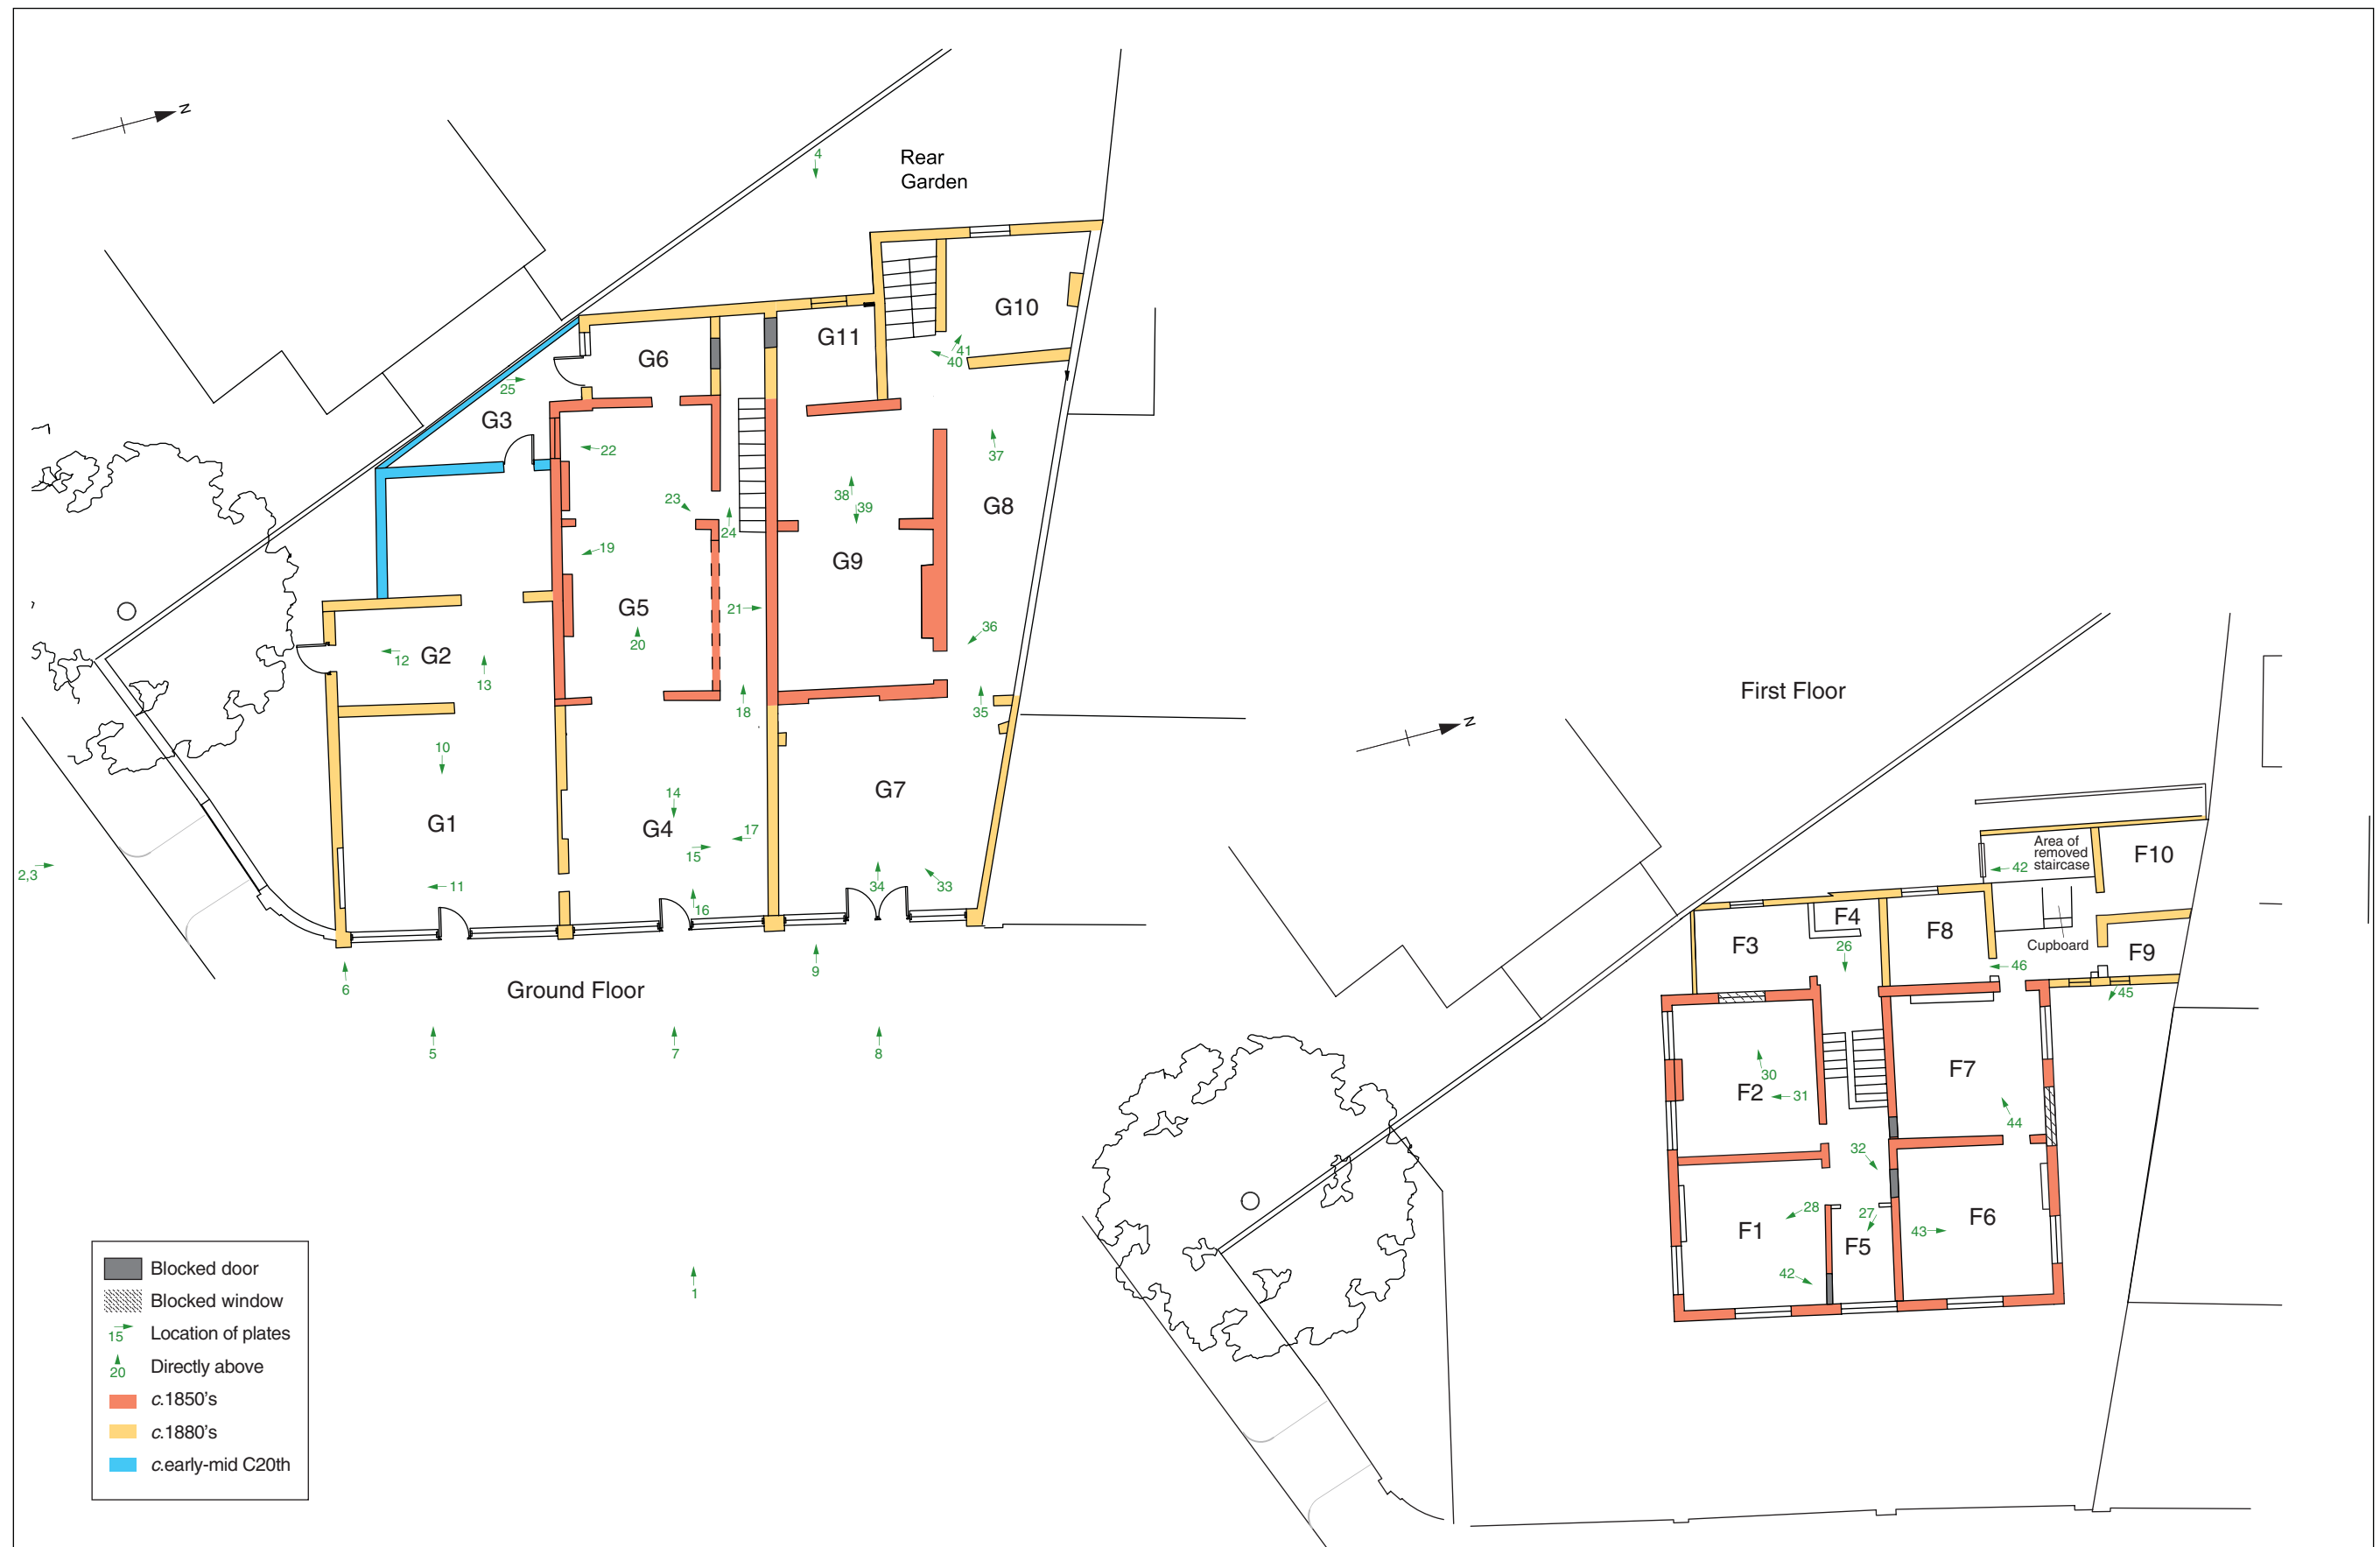 N
4
Rear
Garden
G10
G11
41
40
G6
25
G3
22
37
38
39
23
24
G8
19
G9
G5
21
20
36
12
G2
13
18
35
10
14
G7
G1
G4
17
15
2,3
11
34
33
16
6
9
Ground Floor
5
7
8
1
Blocked door
Blocked window
15 Location of plates
20 Directly above
c.1850's
c.1880's
c.early-mid C20th
First Floor
N
Area of
removed
staircase
42
F10
F4
F3
F8
26
Cupboard
F9
46
45
F7
30
F2
31
44
32
28
27
F1
F5
43
F6
42